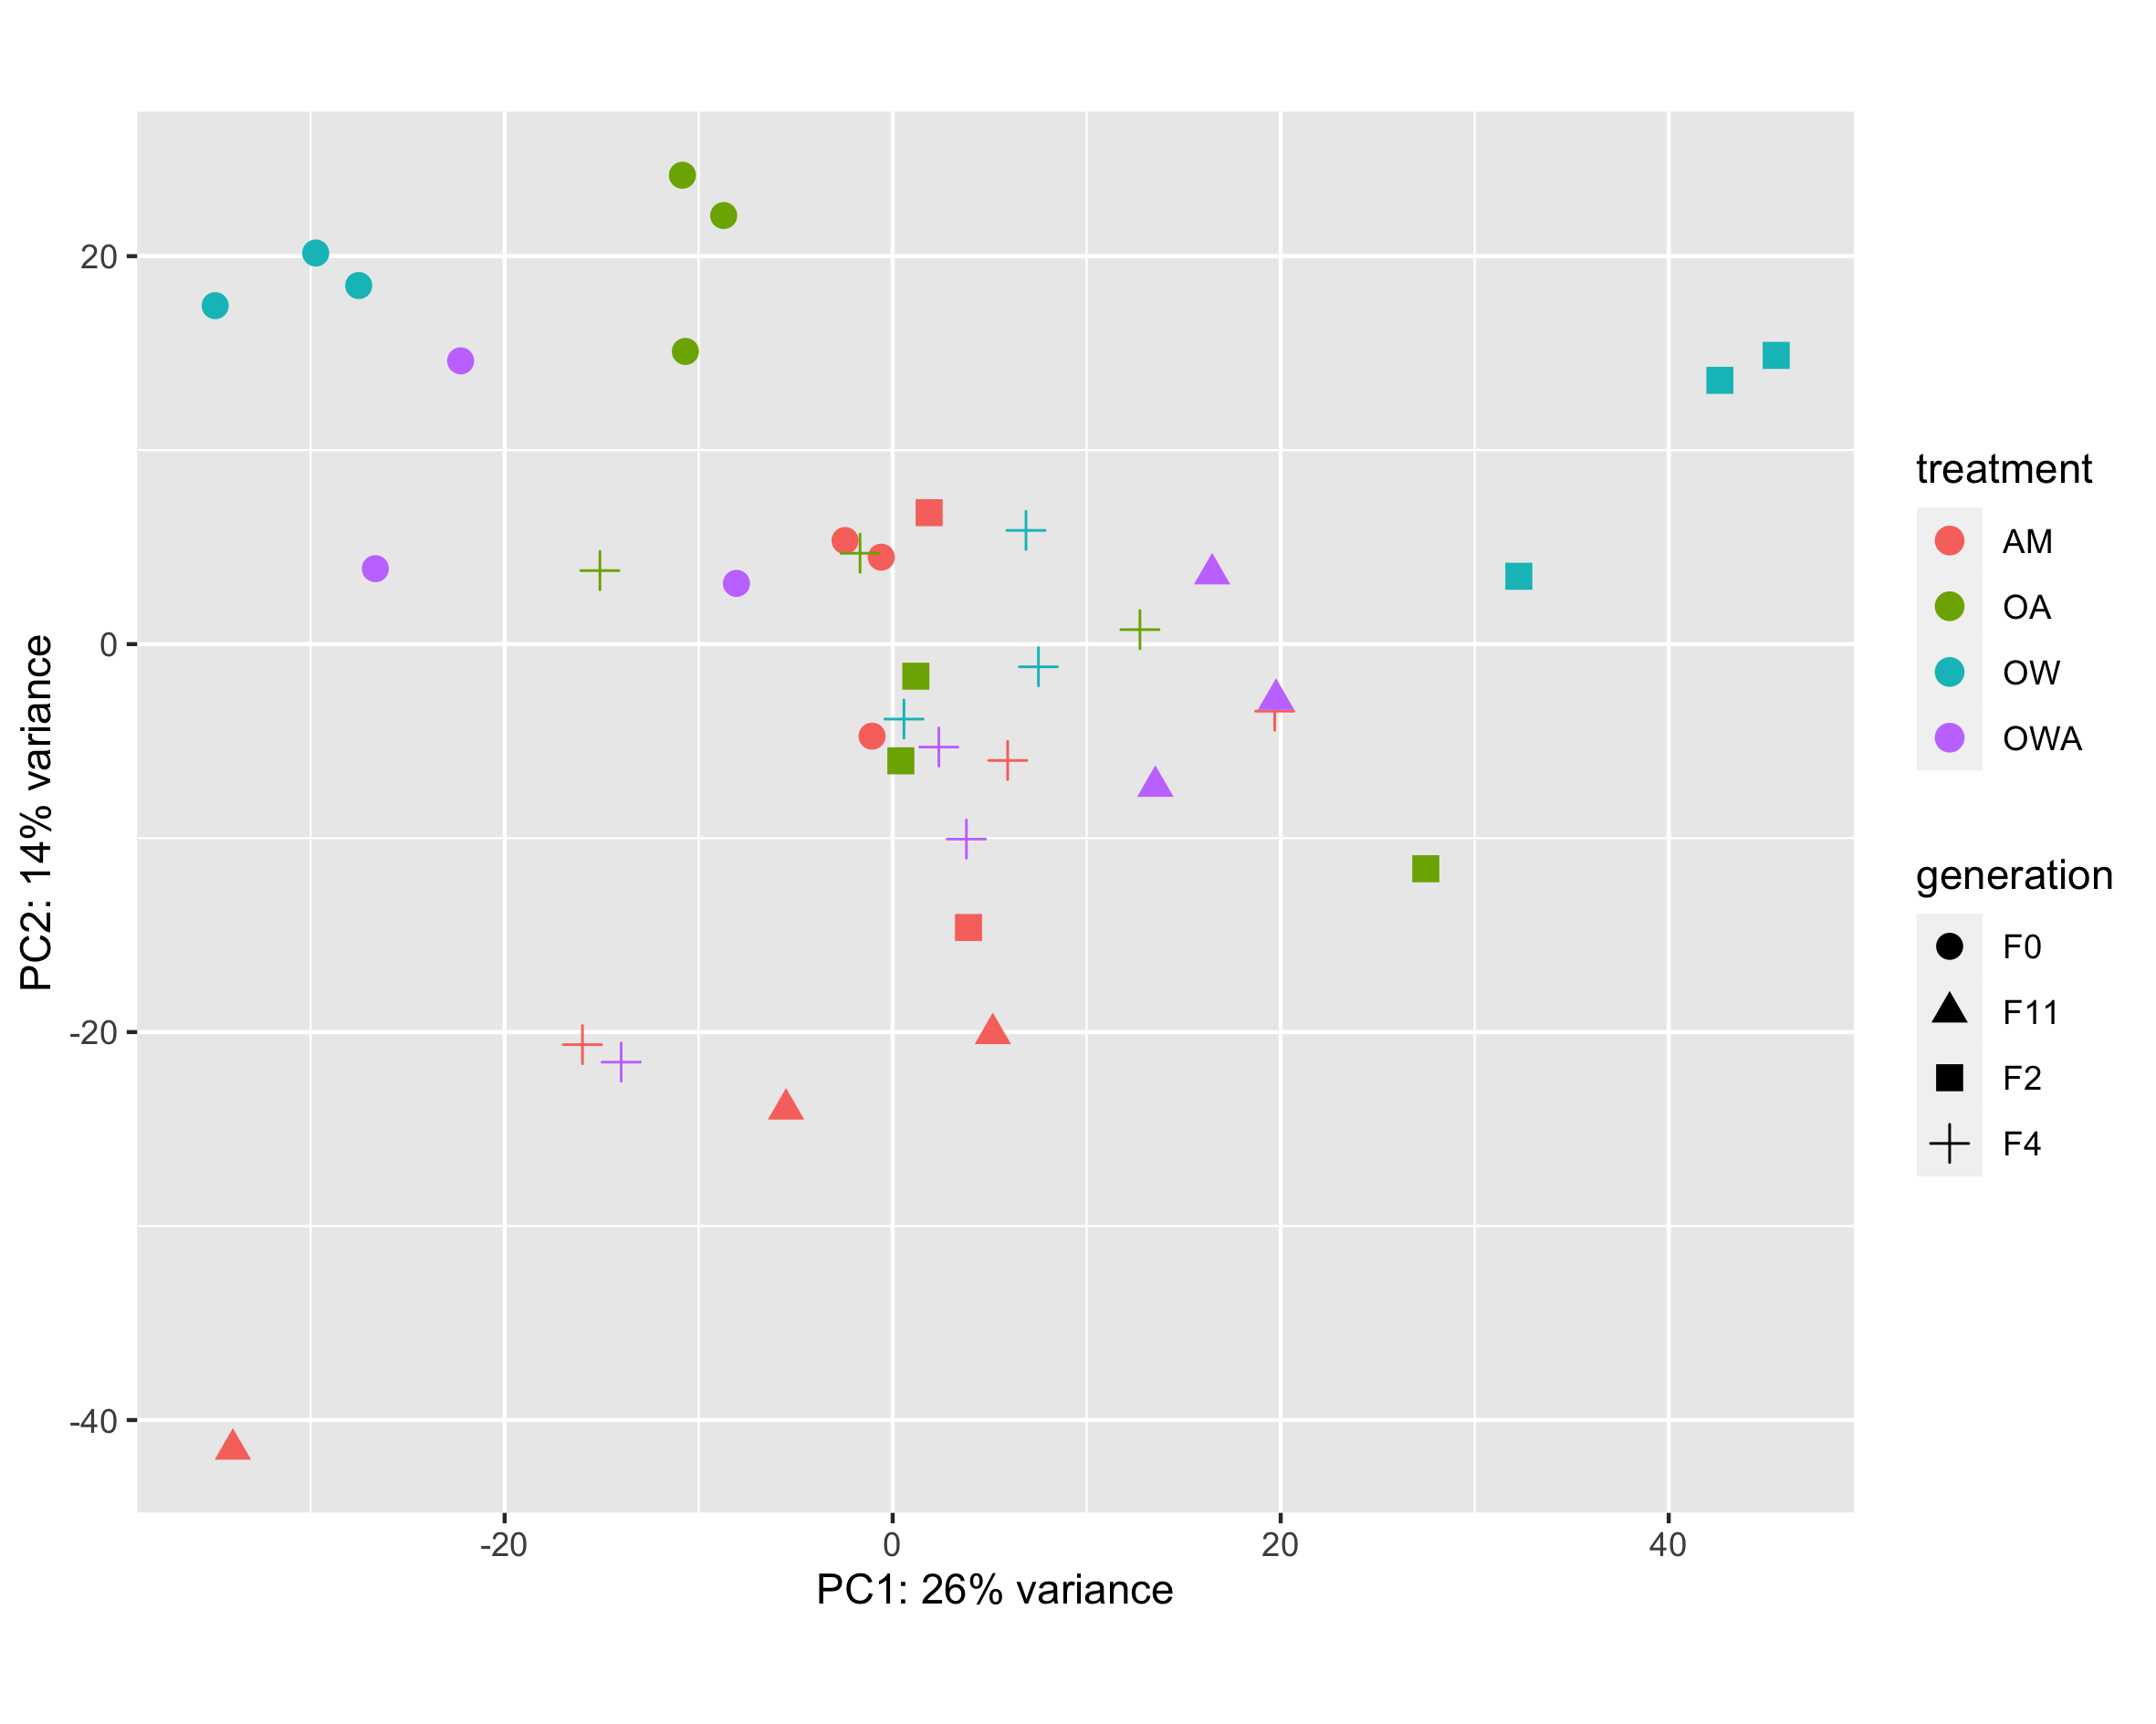 20
0
-20
-40
PC2: 14% variance
-20
0
20
40
PC1: 26% variance
treatment
AM
OA
OW
OWA
generation
F0
F11
F2
F4